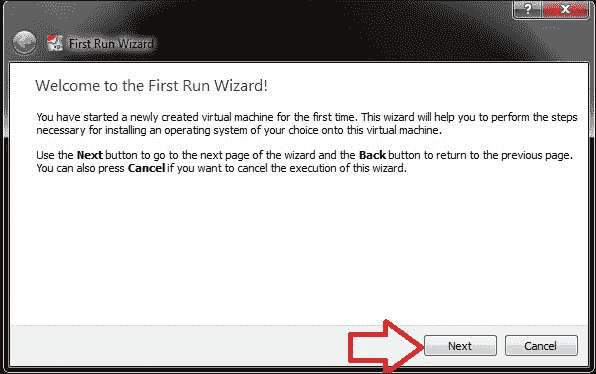 ?
X
First Run Wizard
Welcome to the First Run Wizard!
You have started a newly created virtual machine for the first time. This wizard will help you to perform the steps
necessary for installing an operating system of your choice onto this virtual machine.
Use the Next button to go to the next page of the wizard and the Back button to return to the previous page.
You can also press Cancel if you want to cancel the execution of this wizard.
Next Cancel